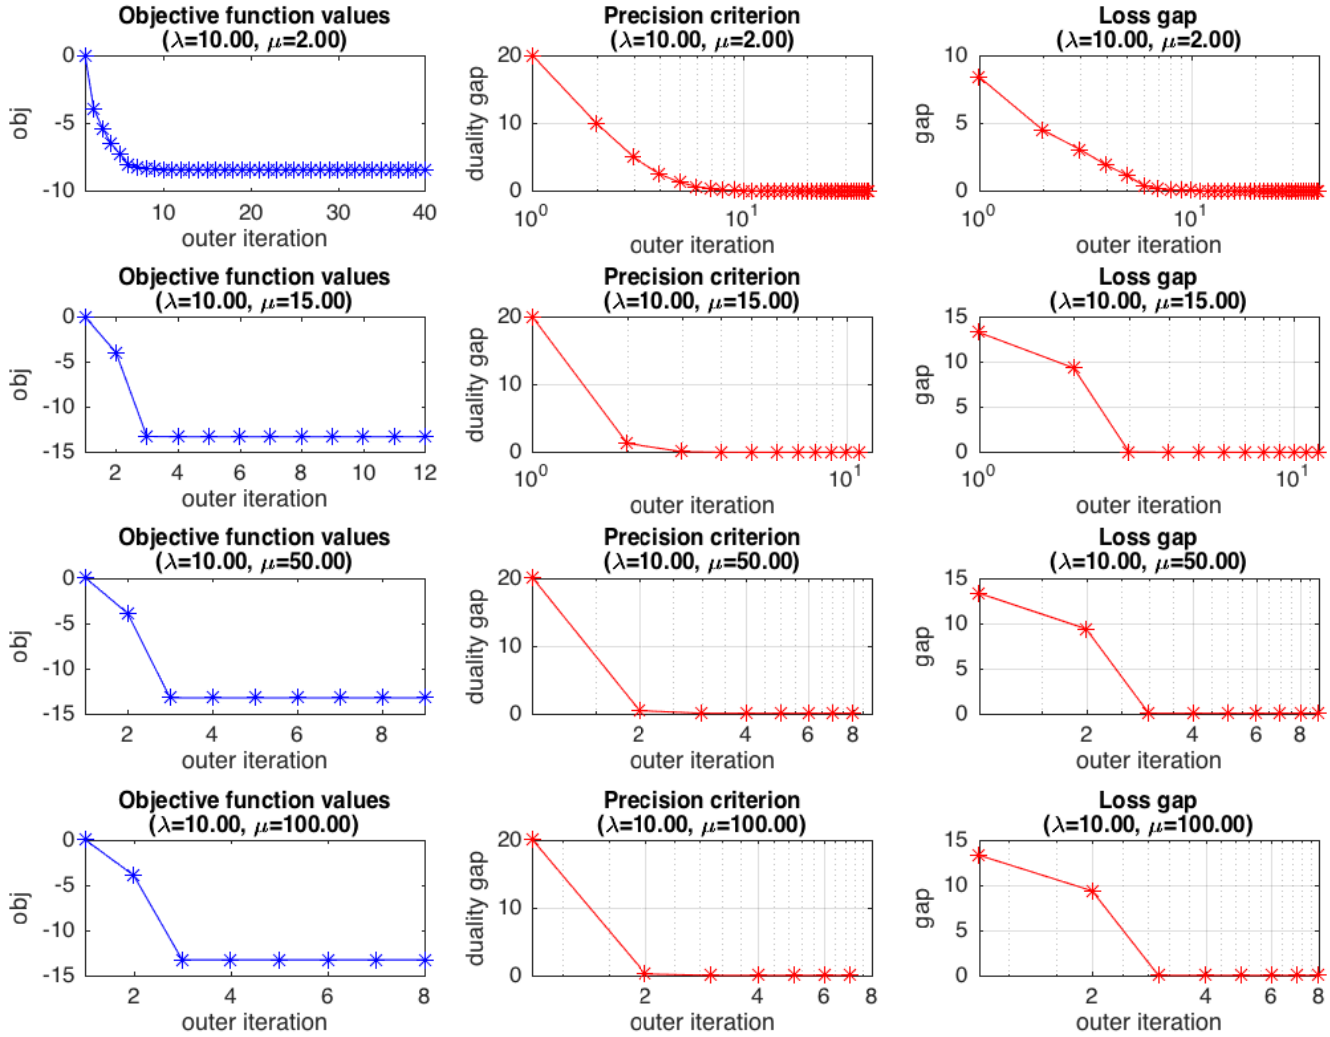 Objective function values
(λ=10.00, μ=2.00)
obj
0
-5
-10
10 20 30 40
outer iteration
Precision criterion
(λ=10.00, μ=2.00)
duality gap
20
10
0
10^0 10^1
outer iteration
Loss gap
(λ=10.00, μ=2.00)
gap
10
5
0
10^0 10^1
outer iteration
Objective function values
(λ=10.00, μ=15.00)
obj
0
-5
-10
-15
2 4 6 8 10 12
outer iteration
Precision criterion
(λ=10.00, μ=15.00)
duality gap
20
10
0
10^0 10^1
outer iteration
Loss gap
(λ=10.00, μ=15.00)
gap
15
10
5
0
10^0 10^1
outer iteration
Objective function values
(λ=10.00, μ=50.00)
obj
0
-5
-10
-15
2 4 6 8
outer iteration
Precision criterion
(λ=10.00, μ=50.00)
duality gap
20
10
0
2 4 6 8
outer iteration
Loss gap
(λ=10.00, μ=50.00)
gap
15
10
5
0
2 4 6 8
outer iteration
Objective function values
(λ=10.00, μ=100.00)
obj
0
-5
-10
-15
2 4 6 8
outer iteration
Precision criterion
(λ=10.00, μ=100.00)
duality gap
20
10
0
2 4 6 8
outer iteration
Loss gap
(λ=10.00, μ=100.00)
gap
15
10
5
0
2 4 6 8
outer iteration